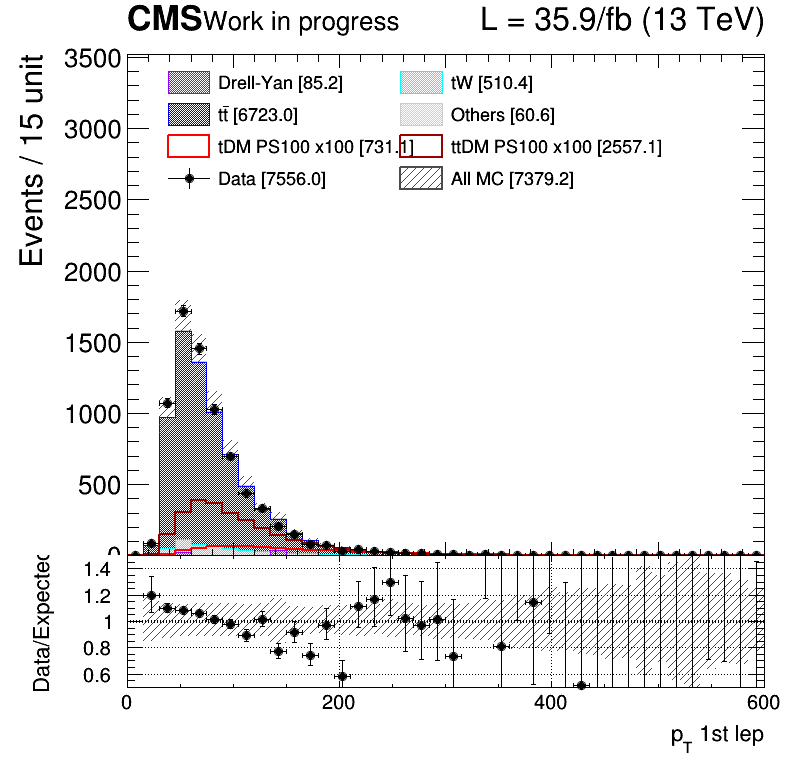 CMS Work in progress L = 35.9/fb (13 TeV)
Events / 15 unit
3500
3000
2500
2000
1500
1000
500
0
Drell-Yan [85.2] tW [510.4]
tt̄ [6723.0] Others [60.6]
tDM PS100 x100 [731.1] ttDM PS100 x100 [2557.1]
Data [7556.0] All MC [7379.2]
Data/Expected
1.4
1.2
1
0.8
0.6
0 200 400 600
p_T 1st lep